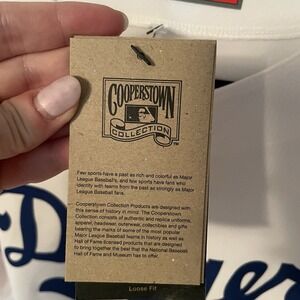 COOPERSTOWN
COLLECTION
TM
Few sports have a past as rich and colorful as Major
League Baseball's, and few sports have fans who
identify with teams from the past as strongly as Major
League Baseball fans.
Cooperstown Collection Products are designed with
this sense of history in mind. The Cooperstown
Collection consists of authentic and replica uniforms,
apparel, headwear, outerwear, collectibles and gifts
bearing the marks of some of the most popular
Major League Baseball teams in history as well as
Hall of Fame licensed products that are designed
to bring together the best that the National Baseball
Hall of Fame and Museum has to offer.
Loose Fit